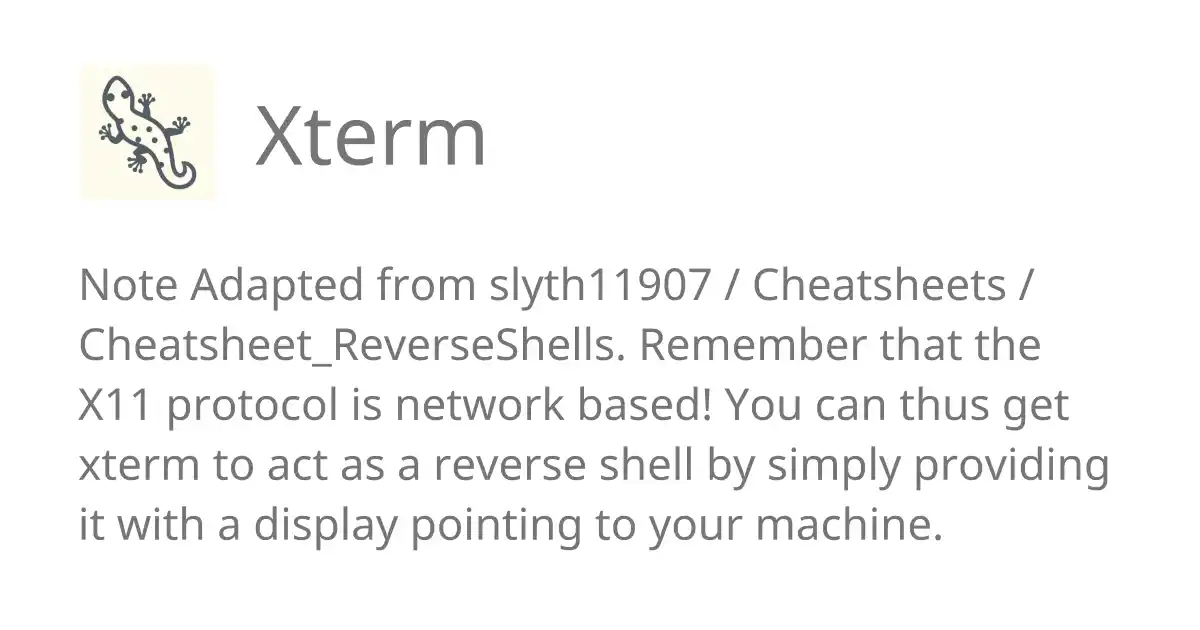 Xterm
Note Adapted from slyth11907 / Cheatsheets /
Cheatsheet_ReverseShells. Remember that the
X11 protocol is network based! You can thus get
xterm to act as a reverse shell by simply providing
it with a display pointing to your machine.